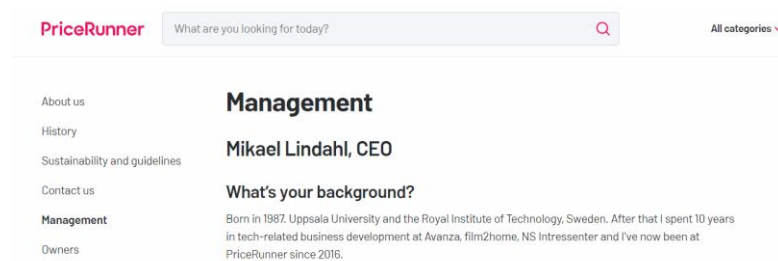 PriceRunner
What are you looking for today?
All categories
About us
History
Sustainability and guidelines
Contact us
Management
Owners
Management
Mikael Lindahl, CEO
What's your background?
Born in 1987. Uppsala University and the Royal Institute of Technology, Sweden. After that I spent 10 years
in tech-related business development at Avanza, film2home, NS Intressenter and I've now been at
PriceRunner since 2016.